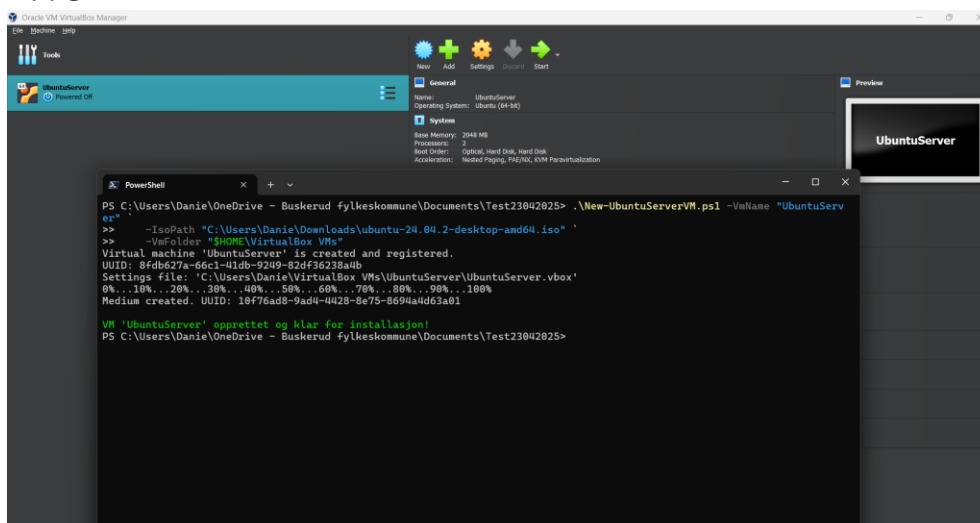 Oracle VM VirtualBox Manager
File Machine Help
Tools
New Add Settings Discard Start
UbuntuServer
Powered Off
General
Name: UbuntuServer
Operating System: Ubuntu (64-bit)
System
Base Memory: 2048 MB
Processors: 2
Boot Order: Optical, Hard Disk, Hard Disk
Acceleration: Nested Paging, PAE/NX, KVM Paravirtualization
Preview
UbuntuServer
PowerShell
PS C:\Users\Danie\OneDrive - Buskerud fylkeskommune\Documents\Test23042025> .\New-UbuntuServerVM.ps1 -VmName "UbuntuServ
er" `
>> -IsoPath "C:\Users\Danie\Downloads\ubuntu-24.04.2-desktop-amd64.iso" `
>> -VmFolder "$HOME\VirtualBox VMs"
Virtual machine 'UbuntuServer' is created and registered.
UUID: 8fdb627a-66c1-41db-9249-82df36238a4b
Settings file: 'C:\Users\Danie\VirtualBox VMs\UbuntuServer\UbuntuServer.vbox'
0%...10%...20%...30%...40%...50%...60%...70%...80%...90%...100%
Medium created. UUID: 10f76ad8-9ad4-4428-8e75-8694a4d63a01
VM 'UbuntuServer' opprettet og klar for installasjon!
PS C:\Users\Danie\OneDrive - Buskerud fylkeskommune\Documents\Test23042025>